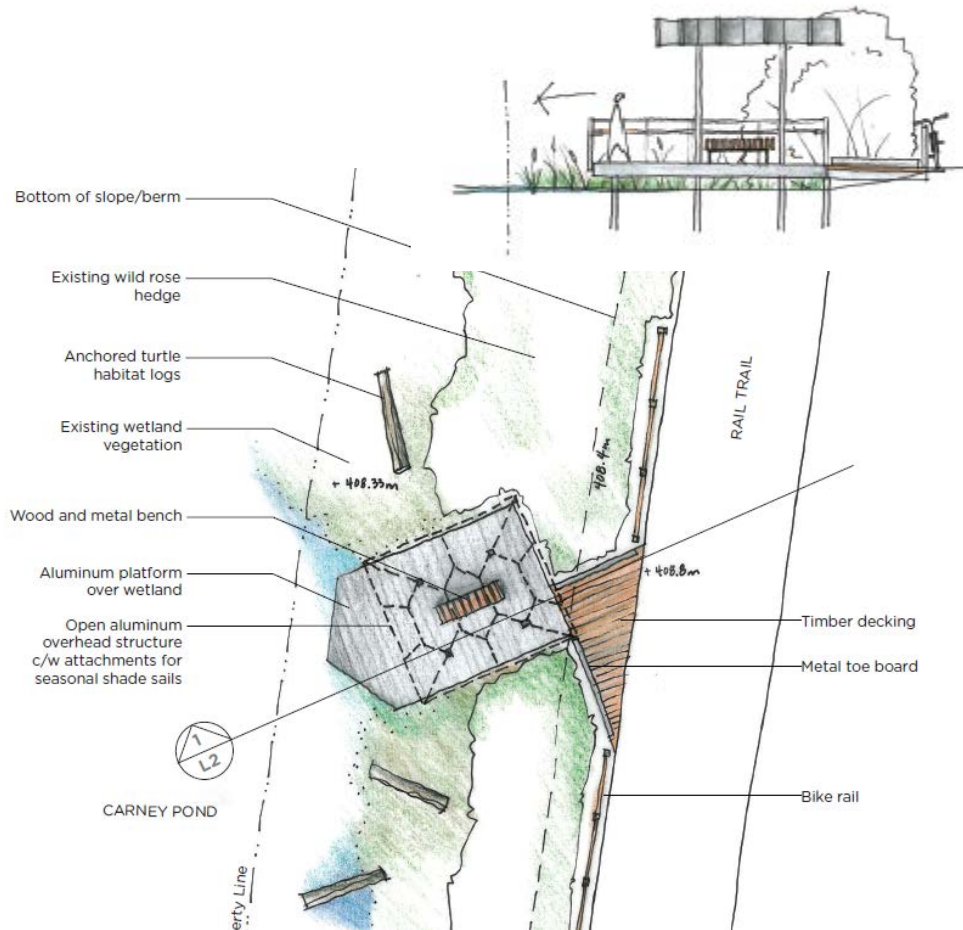 Bottom of slope/berm
Existing wild rose
hedge
Anchored turtle
habitat logs
Existing wetland
vegetation
+ 408.33m
Wood and metal bench
Aluminum platform
over wetland
Open aluminum
overhead structure
c/w attachments for
seasonal shade sails
1
L2
CARNEY POND
erty Line
408.4m
RAIL TRAIL
+ 408.8m
Timber decking
Metal toe board
Bike rail